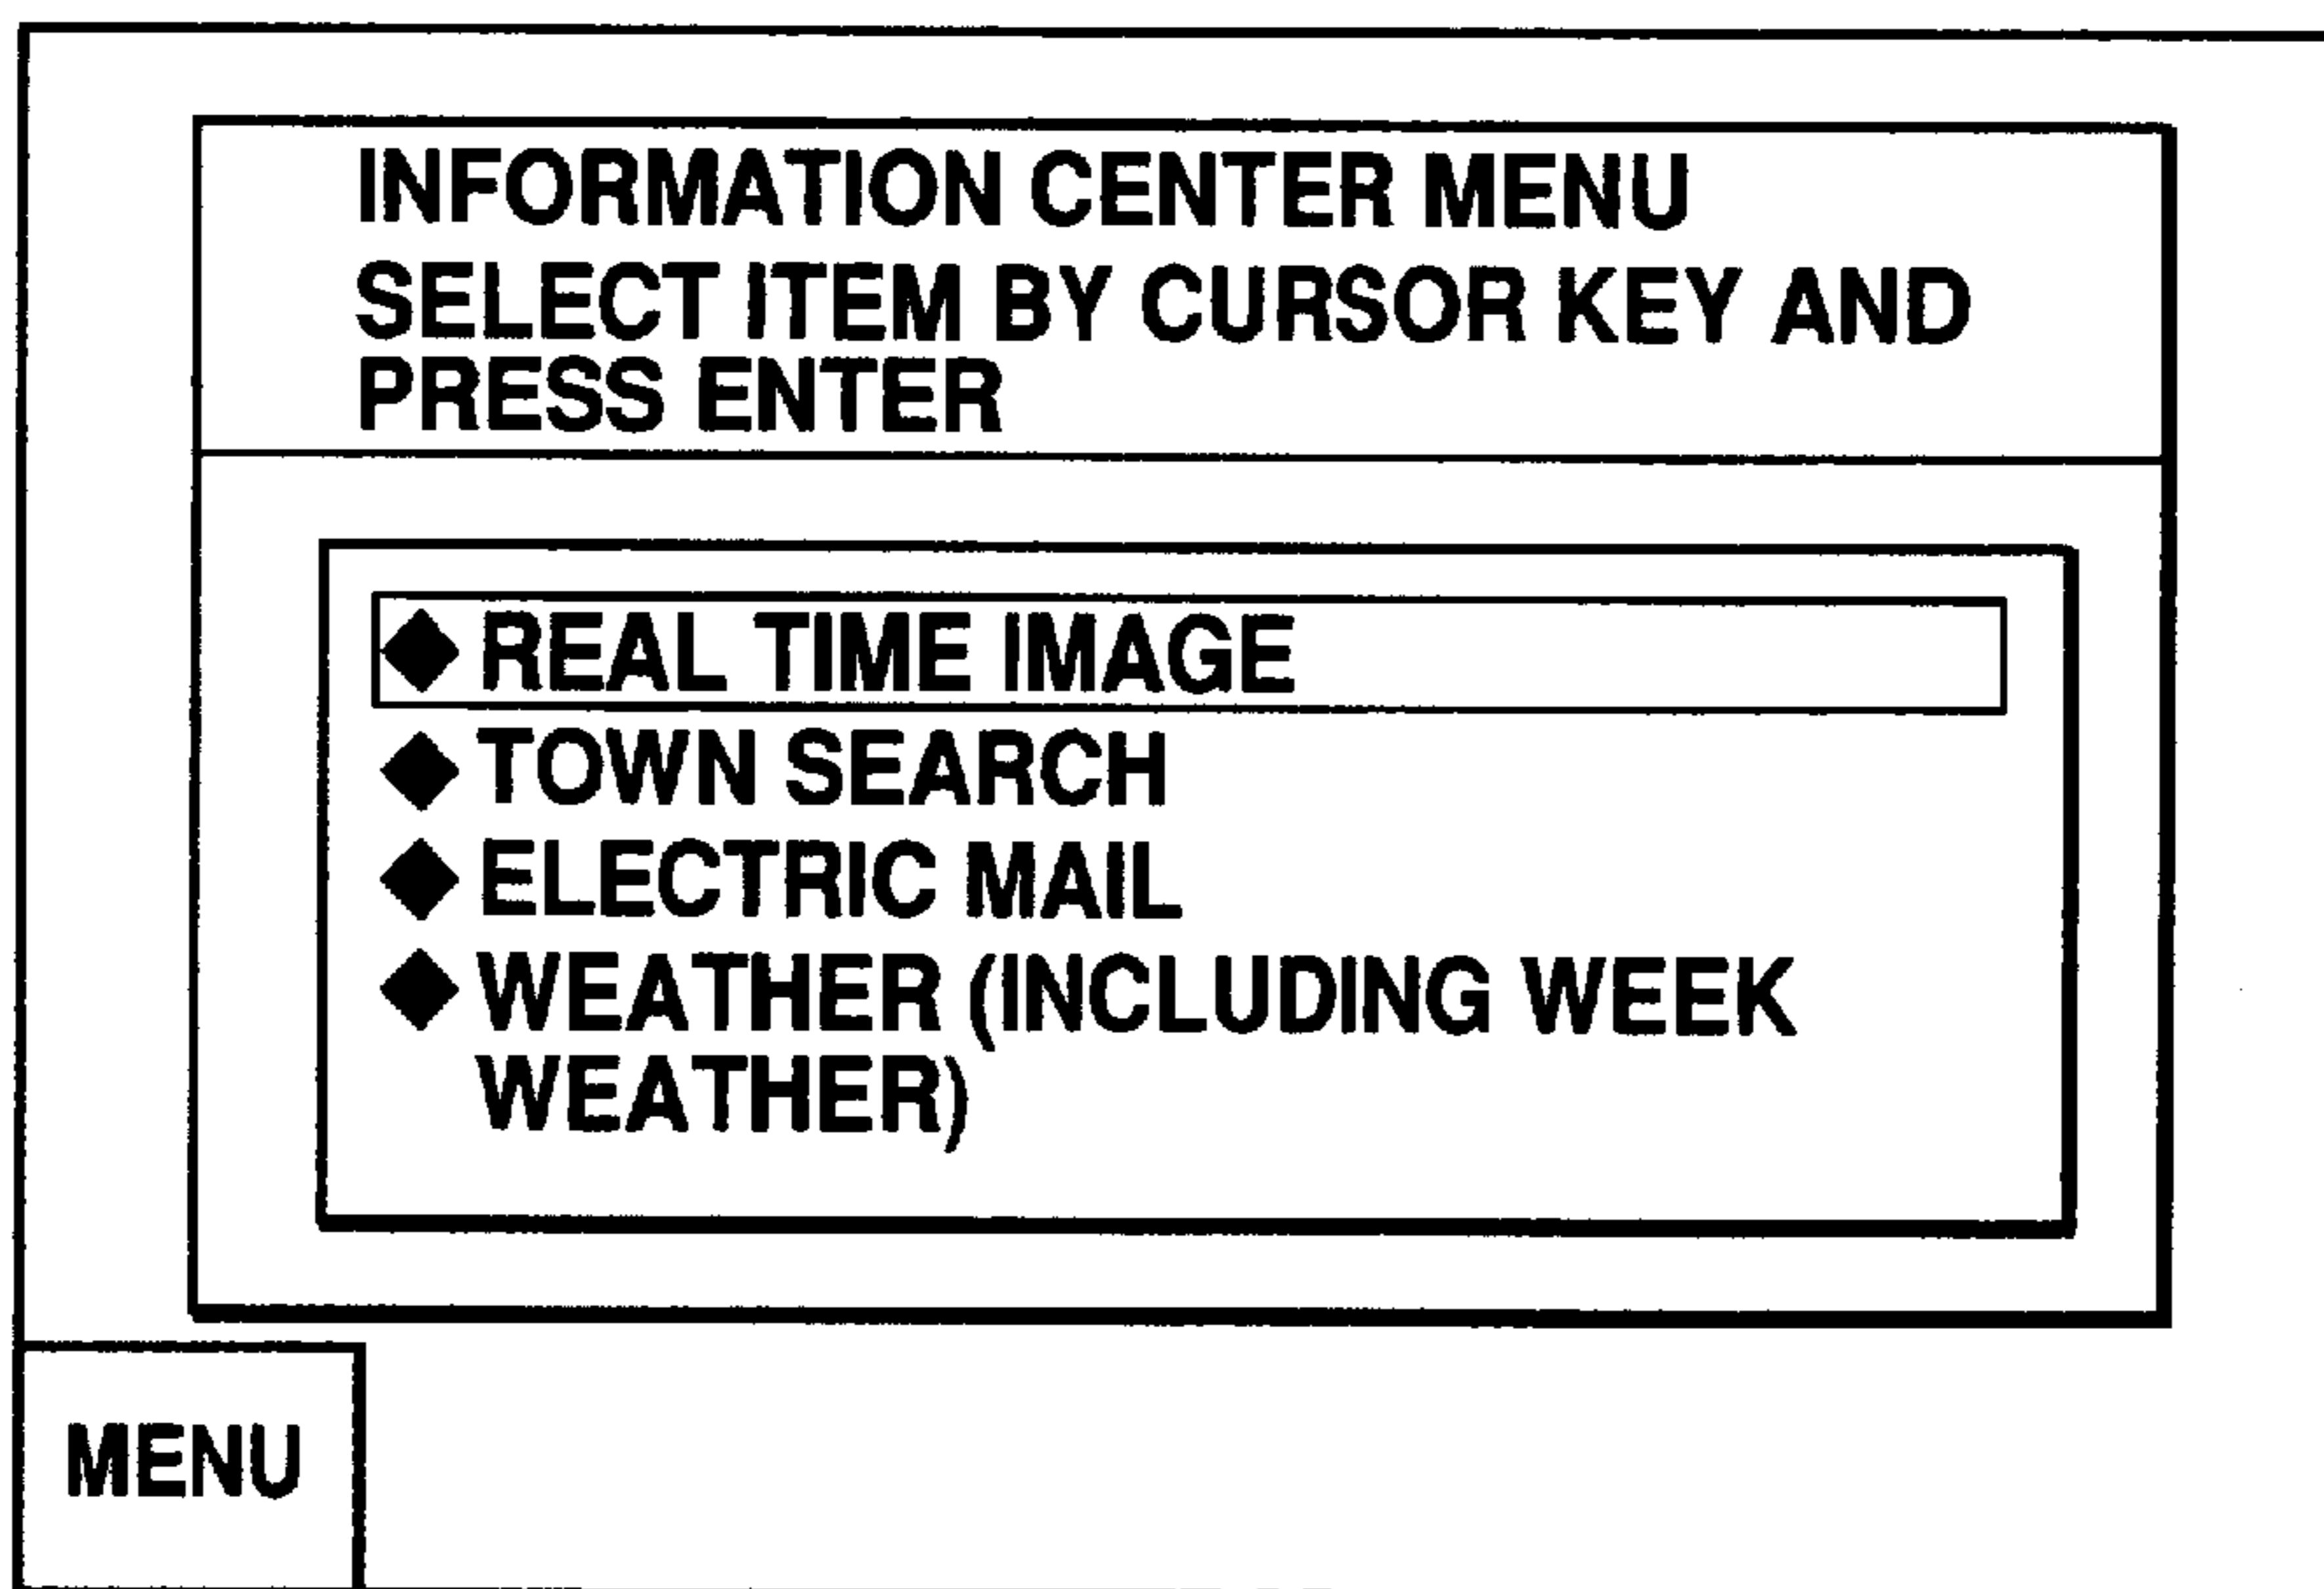 INFORMATION CENTER MENU
SELECT ITEM BY CURSOR KEY AND
PRESS ENTER
◆ REAL TIME IMAGE
◆ TOWN SEARCH
◆ ELECTRIC MAIL
◆ WEATHER (INCLUDING WEEK
WEATHER)
MENU